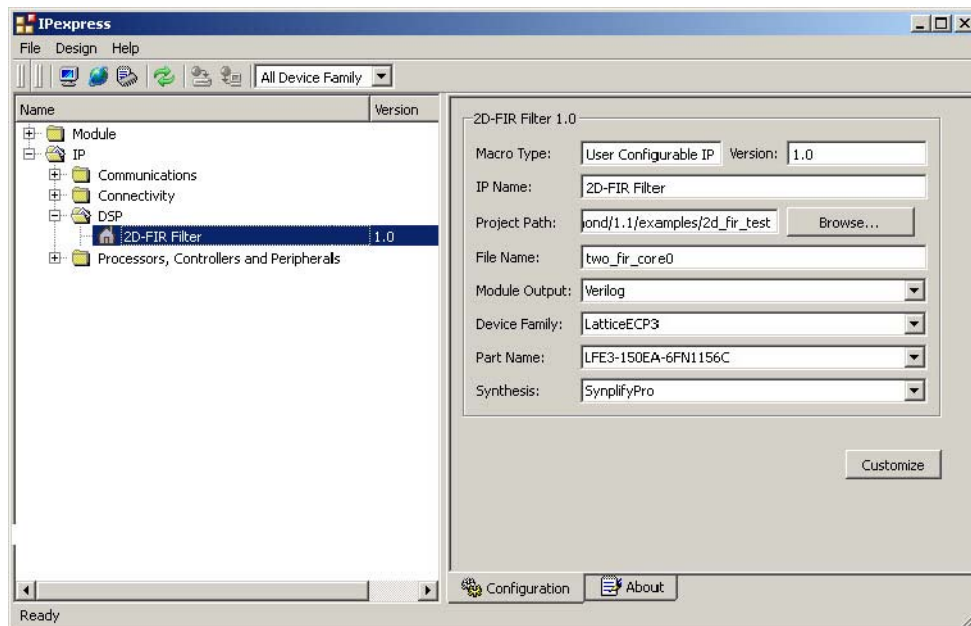 IPexpress
File Design Help
All Device Family
Name Version
Module
IP
Communications
Connectivity
DSP
2D-FIR Filter 1.0
Processors, Controllers and Peripherals
2D-FIR Filter 1.0
Macro Type: User Configurable IP Version: 1.0
IP Name: 2D-FIR Filter
Project Path: ond/1.1/examples/2d_fir_test Browse...
File Name: two_fir_core0
Module Output: Verilog
Device Family: LatticeECP3
Part Name: LFE3-150EA-6FN1156C
Synthesis: SynplifyPro
Customize
Configuration About
Ready